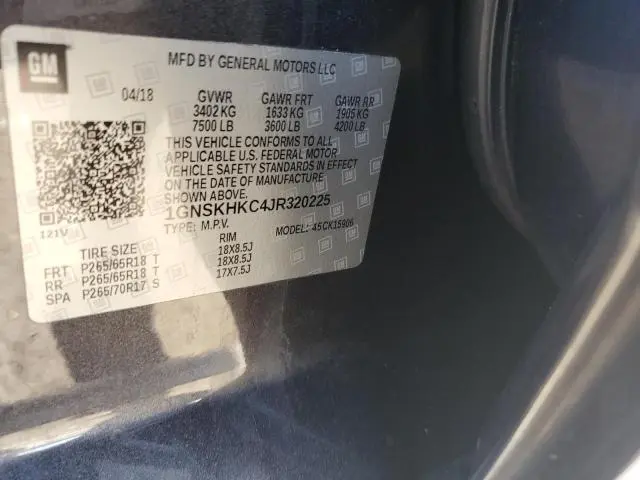 GM
MFD BY GENERAL MOTORS LLC
04/18 GVWR GAWR FRT GAWR RR
3402 KG 1633 KG 1905 KG
7500 LB 3600 LB 4200 LB
THIS VEHICLE CONFORMS TO ALL
APPLICABLE U.S. FEDERAL MOTOR
VEHICLE SAFETY STANDARDS IN EFFECT
ON THE DATE OF MANUFACTURE
SHOWN ABOVE.
1GNSKHKC4JR320225
121V TYPE: M.P.V. MODEL: 45CK15906
TIRE SIZE RIM
FRT P265/65R18 T 18X8.5J
RR P265/65R18 T 18X8.5J
SPA P265/70R17 S 17X7.5J